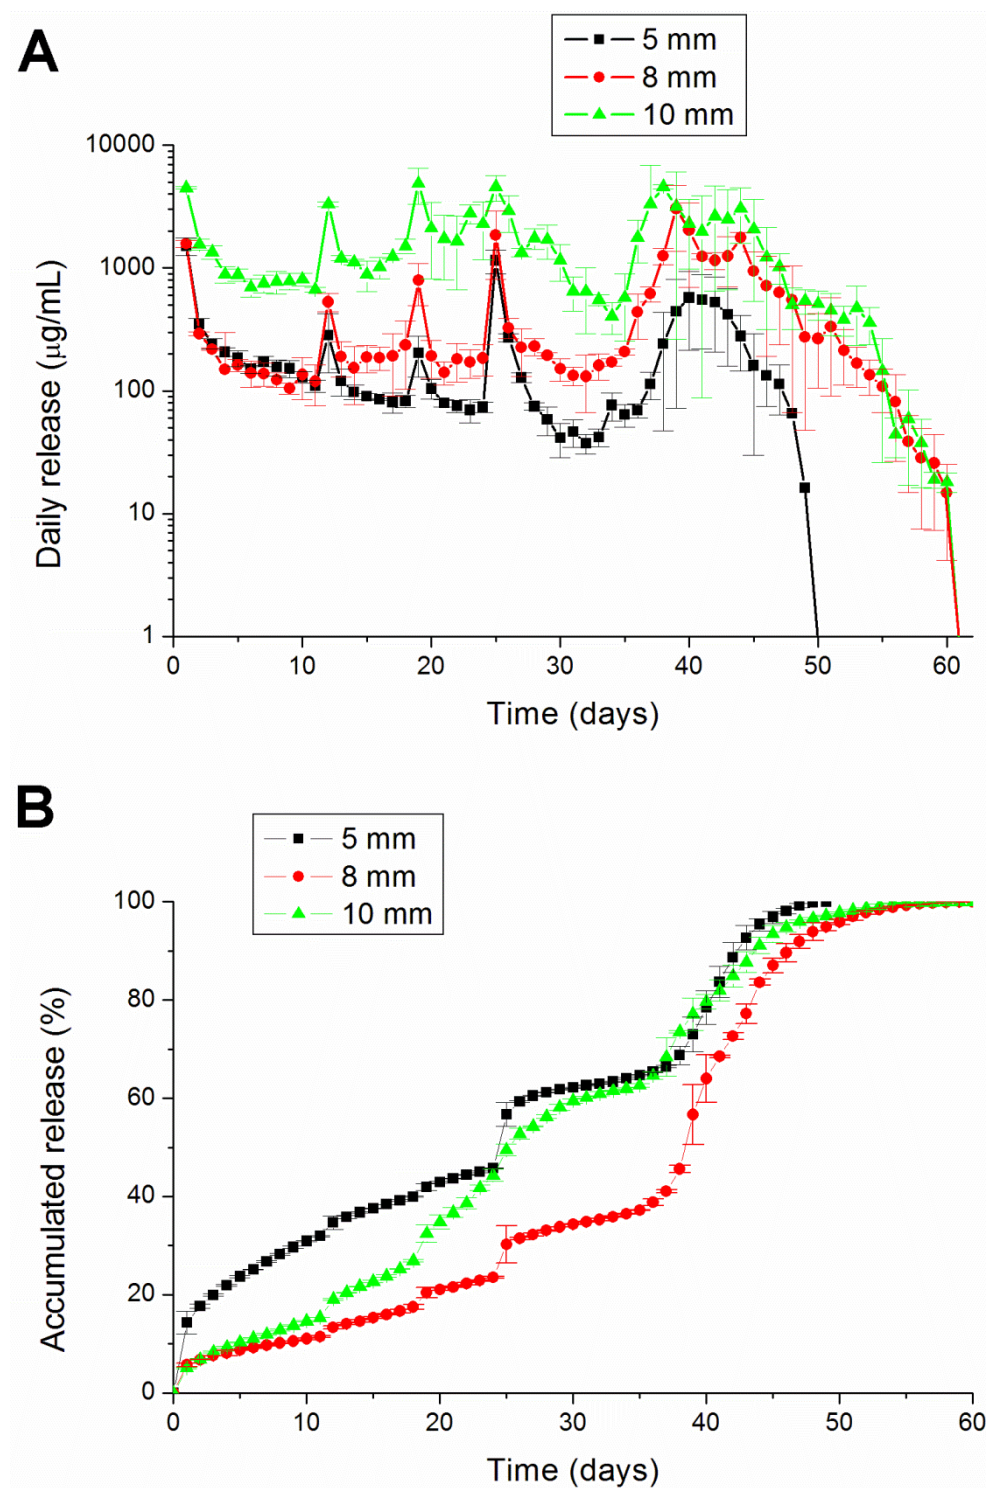 A
5 mm
8 mm
10 mm
10000
1000
100
10
1
Daily release (µg/mL)
0 10 20 30 40 50 60
Time (days)
B
5 mm
8 mm
10 mm
100
80
60
40
20
0
Accumulated release (%)
0 10 20 30 40 50 60
Time (days)